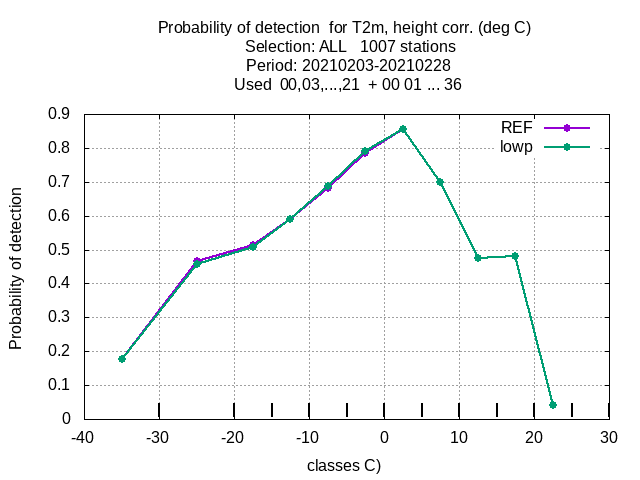 Probability of detection  for T2m, height corr. (deg C)
Selection: ALL   1007 stations
Period: 20210203-20210228
Used  00,03,...,21  + 00 01 ... 36
REF
lowp
Probability of detection
0.9
0.8
0.7
0.6
0.5
0.4
0.3
0.2
0.1
0
-40 -30 -20 -10 0 10 20 30
classes C)